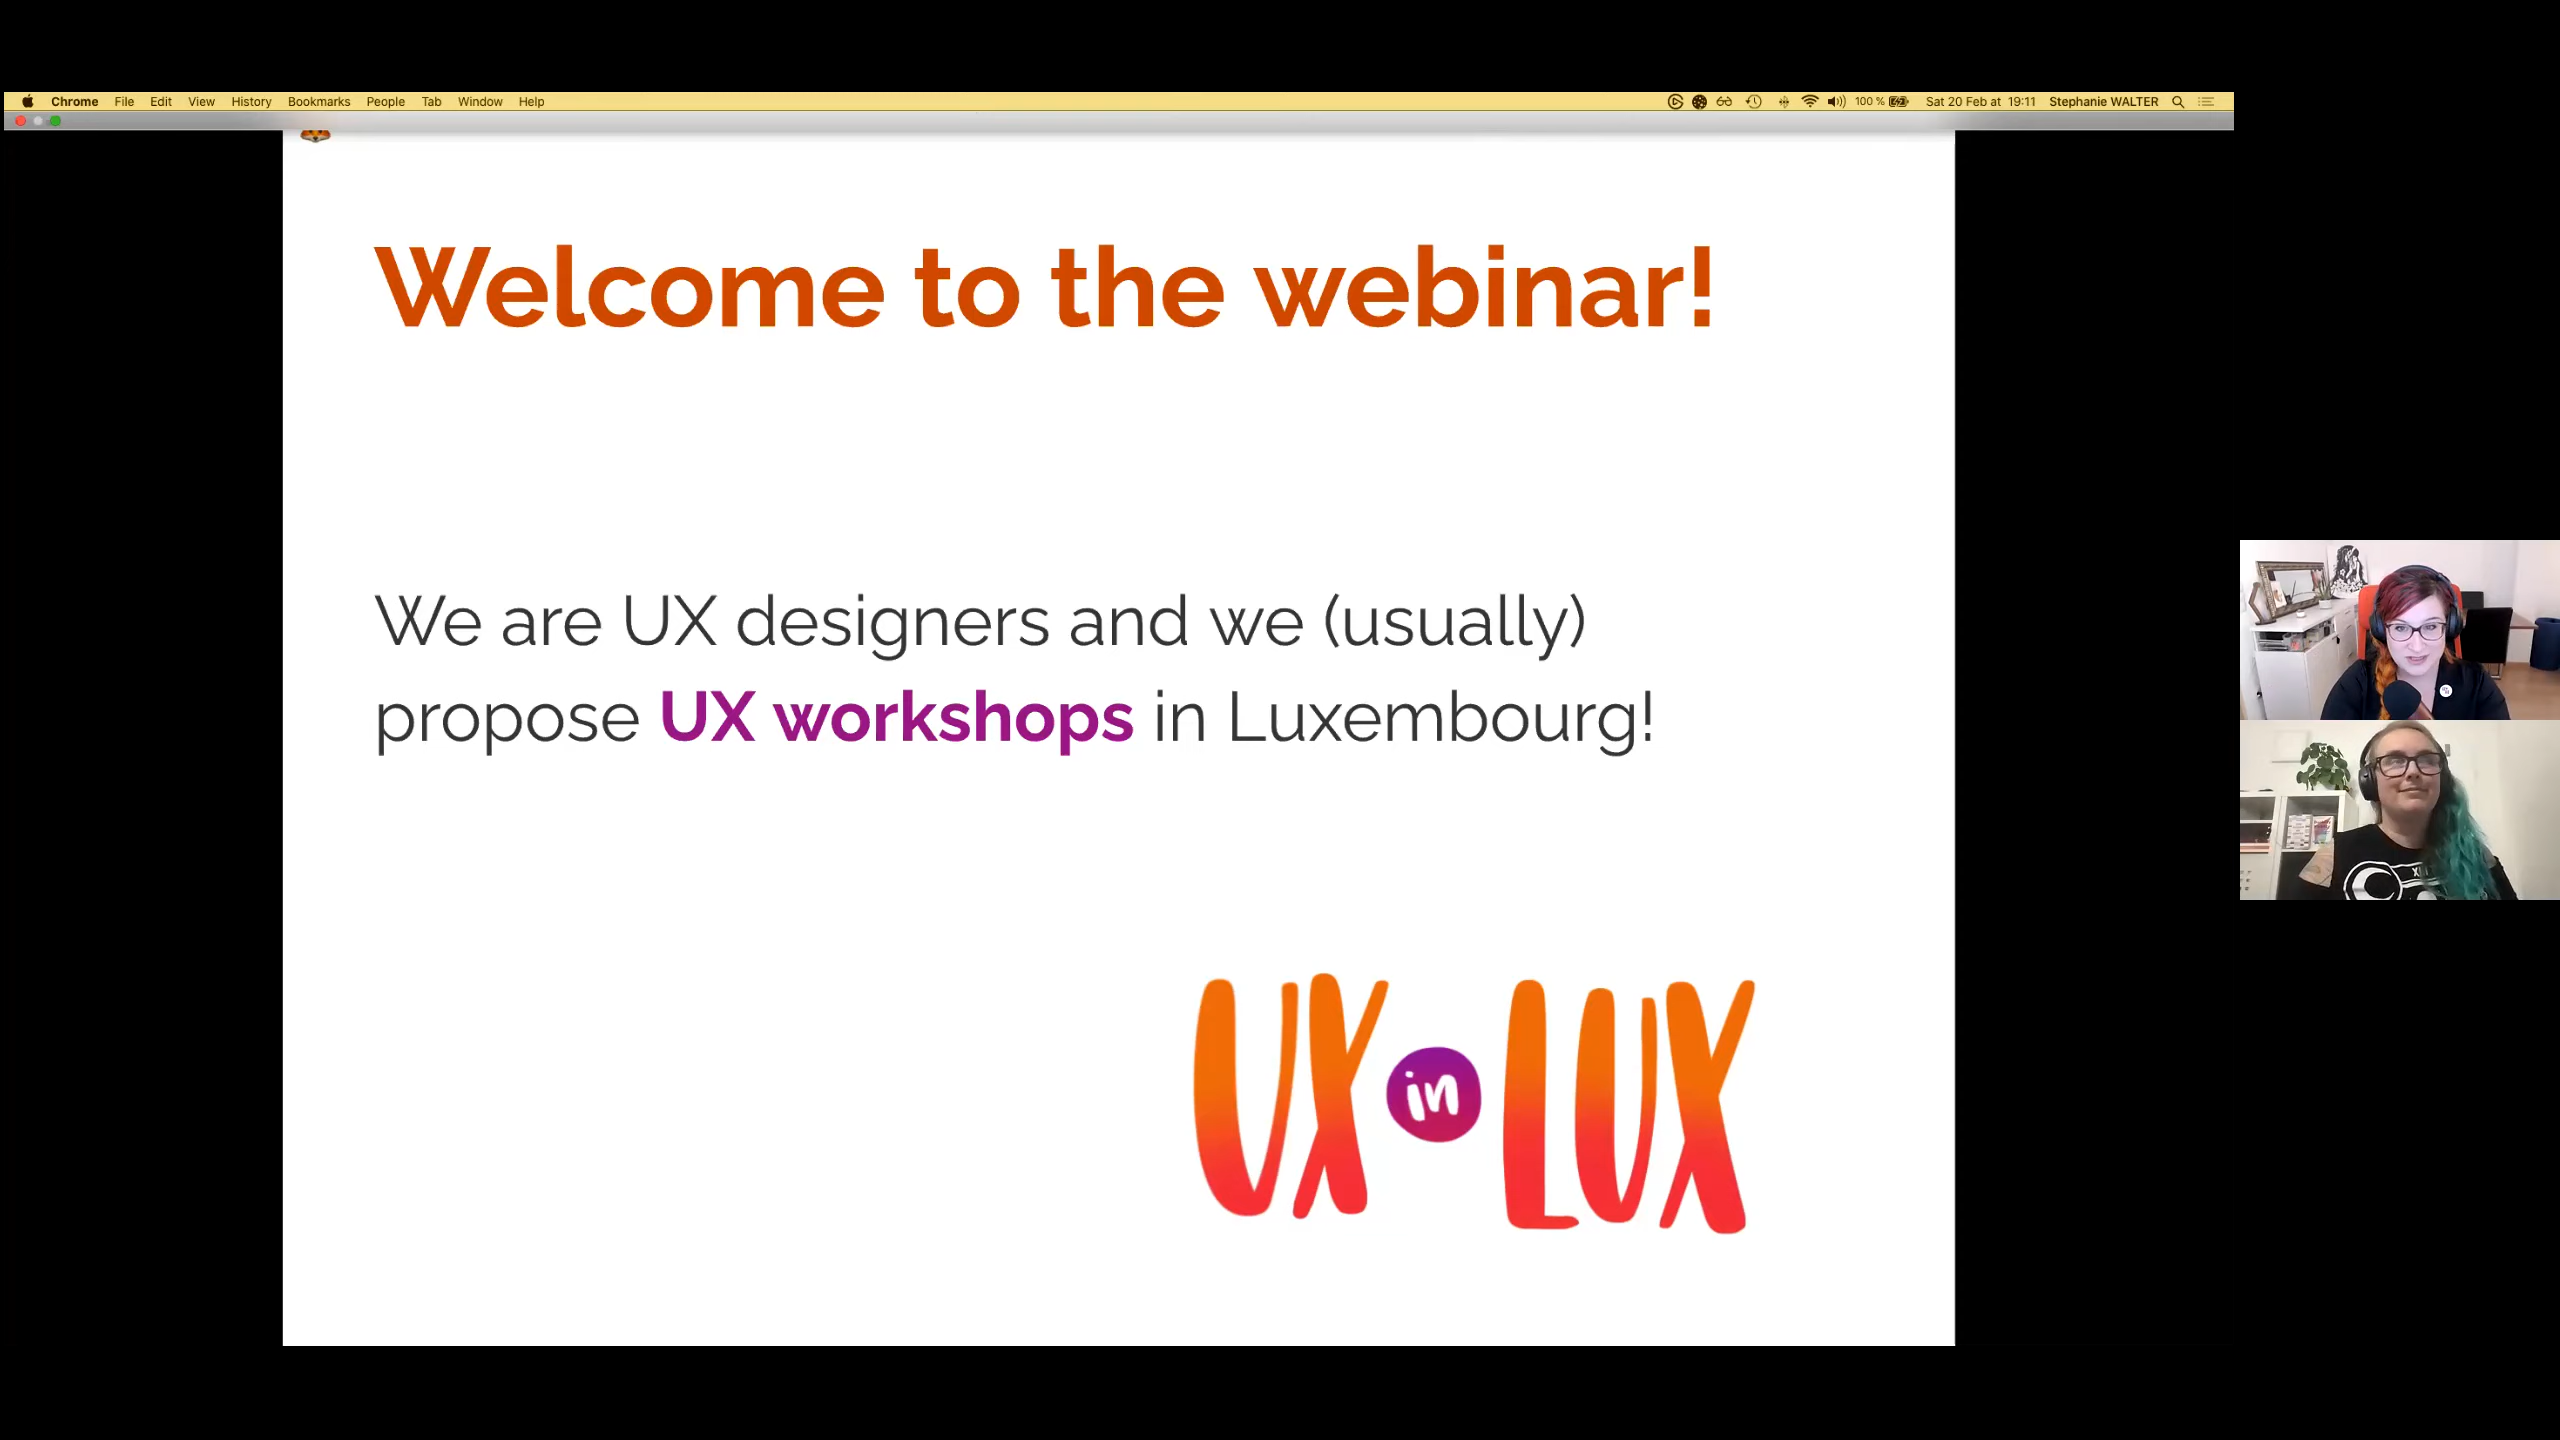 Chrome File Edit View History Bookmarks People Tab Window Help 100 % Sat 20 Feb at 19:11 Stephanie WALTER
Welcome to the webinar!
We are UX designers and we (usually)
propose UX workshops in Luxembourg!
UX in LUX